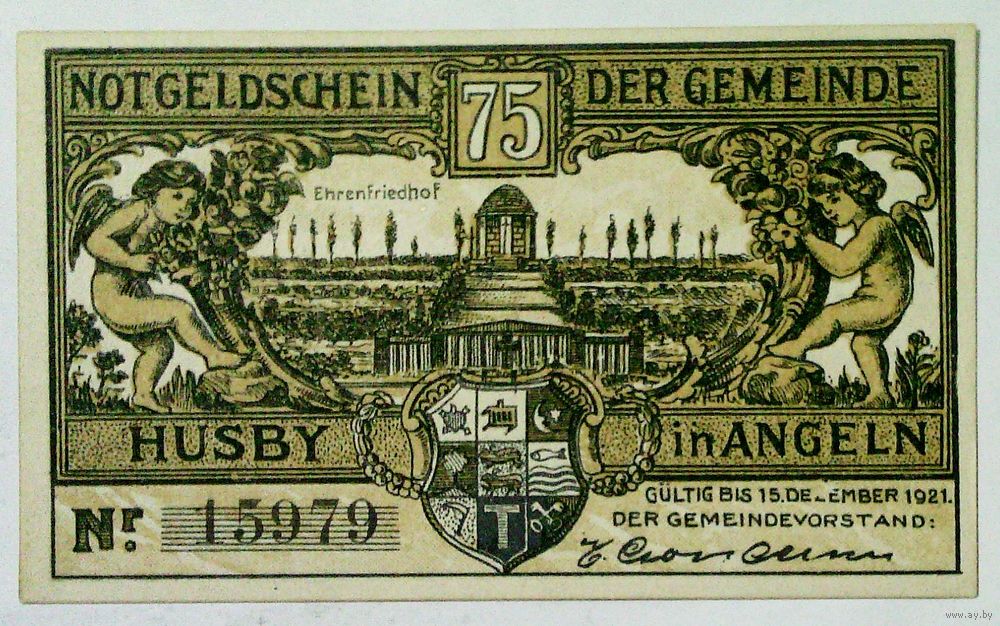 NOTGELDSCHEIN 75 DER GEMEINDE
Ehrenfriedhof
HUSBY in ANGELN
T
GÜLTIG BIS 15. DEZEMBER 1921.
Nr. 15979
DER GEMEINDEVORSTAND:
www.ay.by